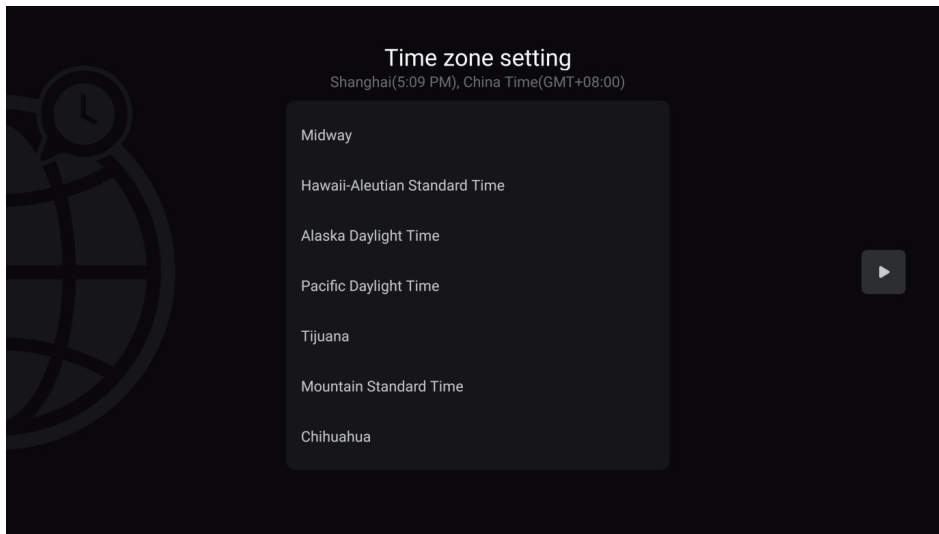 Time zone setting
Shanghai(5:09 PM), China Time(GMT+08:00)
Midway
Hawaii-Aleutian Standard Time
Alaska Daylight Time
Pacific Daylight Time
Tijuana
Mountain Standard Time
Chihuahua